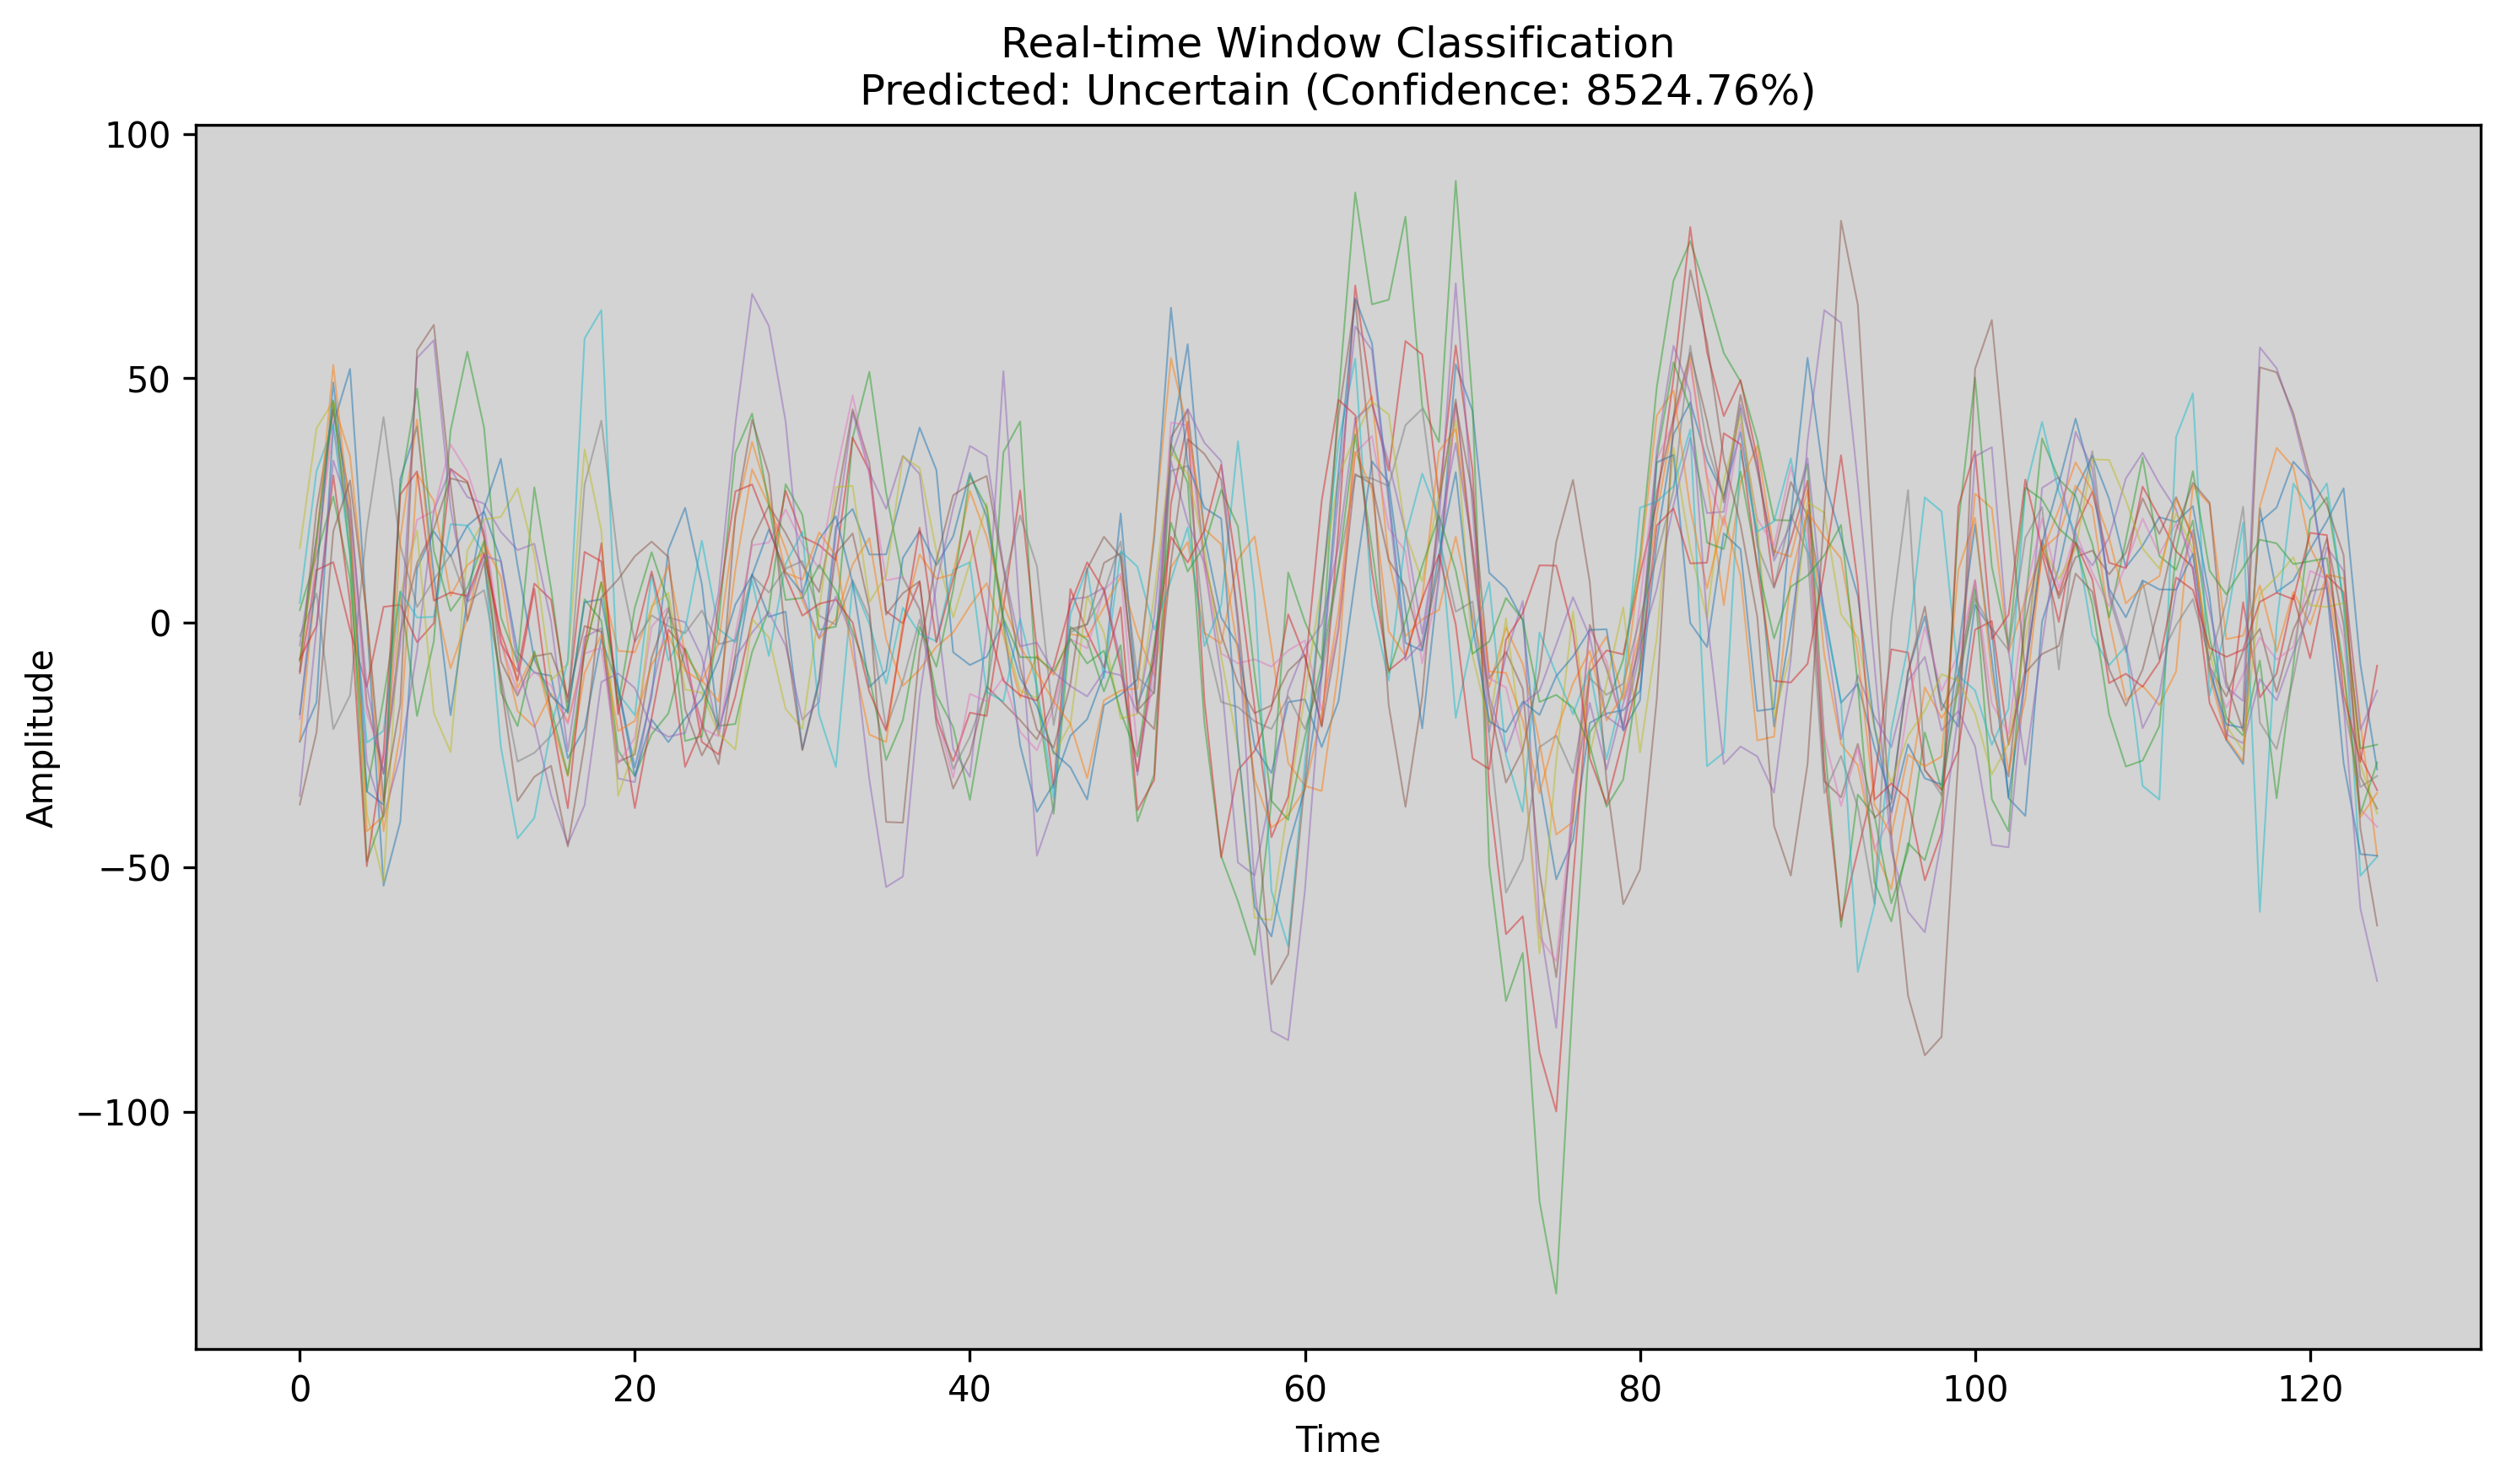 Real-time Window Classification
Predicted: Uncertain (Confidence: 8524.76%)
100
50
0
−50
−100
Amplitude
0 20 40 60 80 100 120
Time